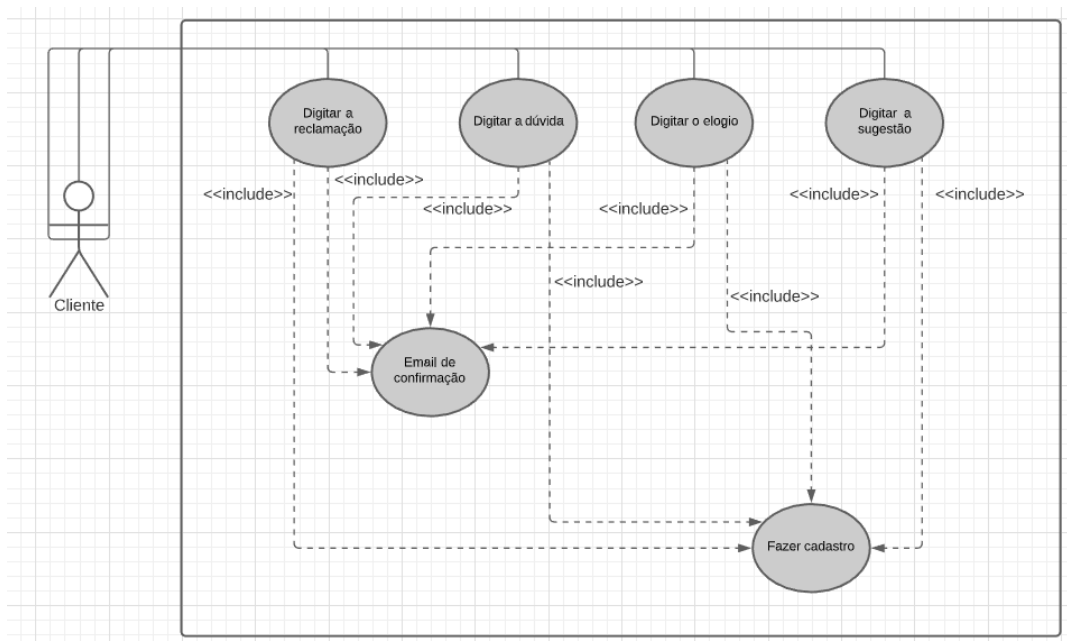 Digitar a
reclamação
Digitar a dúvida
Digitar o elogio
Digitar a
sugestão
<<include>>
<<include>>
<<include>>
<<include>>
<<include>>
<<include>>
<<include>>
<<include>>
Cliente
Email de
confirmação
Fazer cadastro